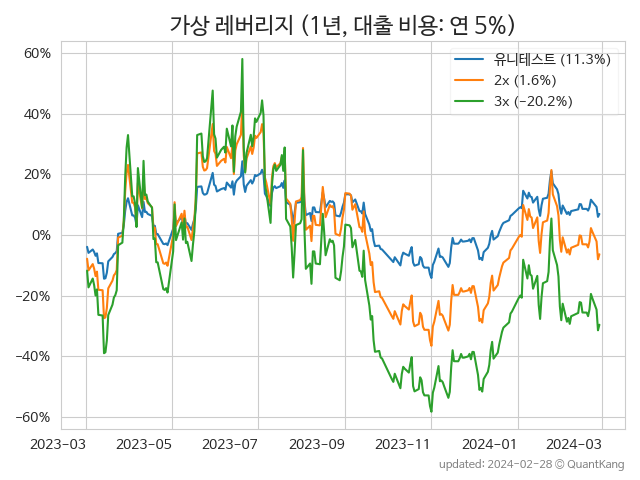 가상 레버리지 (1년, 대출 비용: 연 5%)
유니테스트 (11.3%)
2x (1.6%)
3x (−20.2%)
60%
40%
20%
0%
−20%
−40%
−60%
2023-03 2023-05 2023-07 2023-09 2023-11 2024-01 2024-03
updated: 2024-02-28 © QuantKang